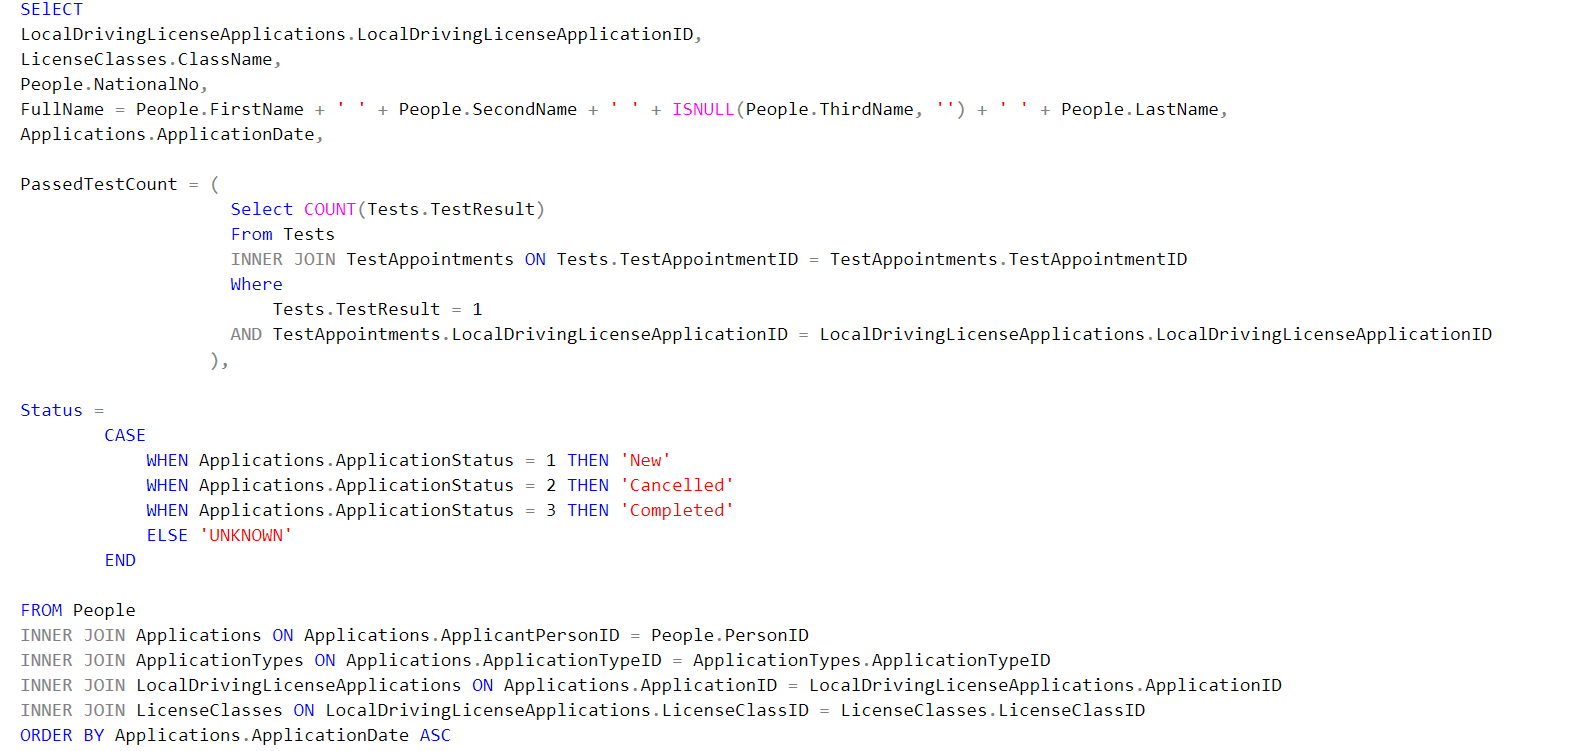 SElECT
LocalDrivingLicenseApplications.LocalDrivingLicenseApplicationID,
LicenseClasses.ClassName,
People.NationalNo,
FullName = People.FirstName + ' ' + People.SecondName + ' ' + ISNULL(People.ThirdName, '') + ' ' + People.LastName,
Applications.ApplicationDate,
PassedTestCount = (
Select COUNT(Tests.TestResult)
From Tests
INNER JOIN TestAppointments ON Tests.TestAppointmentID = TestAppointments.TestAppointmentID
Where
Tests.TestResult = 1
AND TestAppointments.LocalDrivingLicenseApplicationID = LocalDrivingLicenseApplications.LocalDrivingLicenseApplicationID
),
Status =
CASE
WHEN Applications.ApplicationStatus = 1 THEN 'New'
WHEN Applications.ApplicationStatus = 2 THEN 'Cancelled'
WHEN Applications.ApplicationStatus = 3 THEN 'Completed'
ELSE 'UNKNOWN'
END
FROM People
INNER JOIN Applications ON Applications.ApplicantPersonID = People.PersonID
INNER JOIN ApplicationTypes ON Applications.ApplicationTypeID = ApplicationTypes.ApplicationTypeID
INNER JOIN LocalDrivingLicenseApplications ON Applications.ApplicationID = LocalDrivingLicenseApplications.ApplicationID
INNER JOIN LicenseClasses ON LocalDrivingLicenseApplications.LicenseClassID = LicenseClasses.LicenseClassID
ORDER BY Applications.ApplicationDate ASC